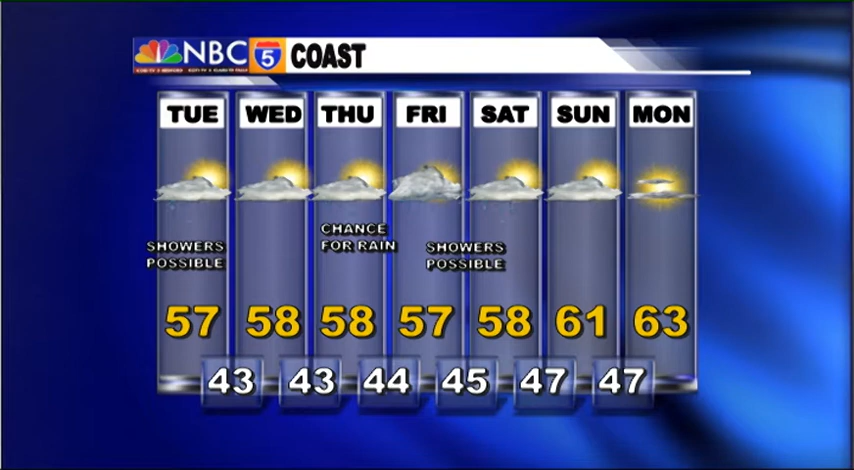 NBC 5 COAST
TUE WED THU FRI SAT SUN MON
CHANCE
FOR RAIN
SHOWERS
POSSIBLE
SHOWERS
POSSIBLE
57 58 58 57 58 61 63
43 43 44 45 47 47